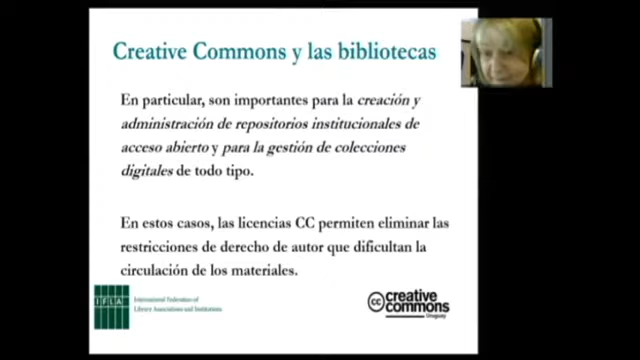 Creative Commons y las bibliotecas
En particular, son importantes para la creación y
administración de repositorios institucionales de
acceso abierto y para la gestión de colecciones
digitales de todo tipo.
En estos casos, las licencias CC permiten eliminar las
restricciones de derecho de autor que dificultan la
circulación de los materiales.
IFLA
International Federation of
Library Associations and Institutions
cc creative
commons
Uruguay